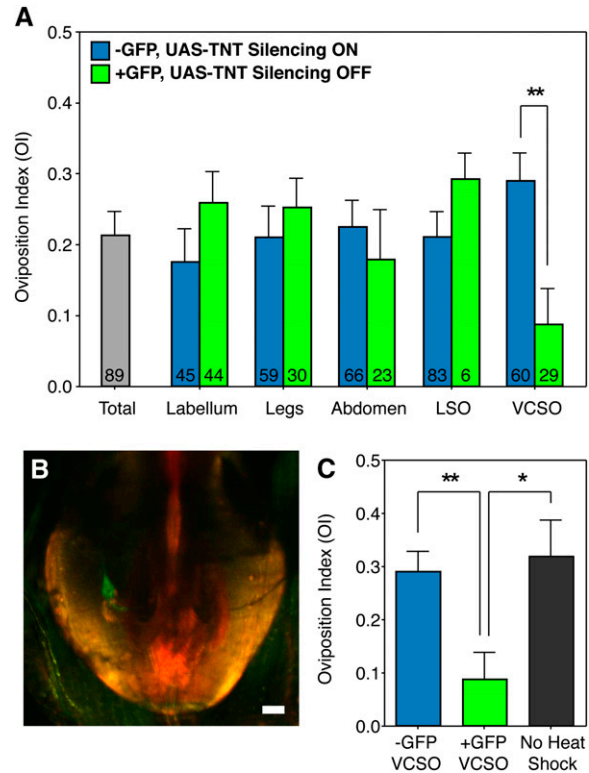 A
-GFP, UAS-TNT Silencing ON
+GFP, UAS-TNT Silencing OFF
Oviposition Index (OI)
0.5
0.4
0.3
0.2
0.1
0.0
**
89
45
44
59
30
66
23
83
6
60
29
Total
Labellum
Legs
Abdomen
LSO
VCSO
B
C
Oviposition Index (OI)
0.5
0.4
0.3
0.2
0.1
0.0
**
*
-GFP VCSO
+GFP VCSO
No Heat Shock